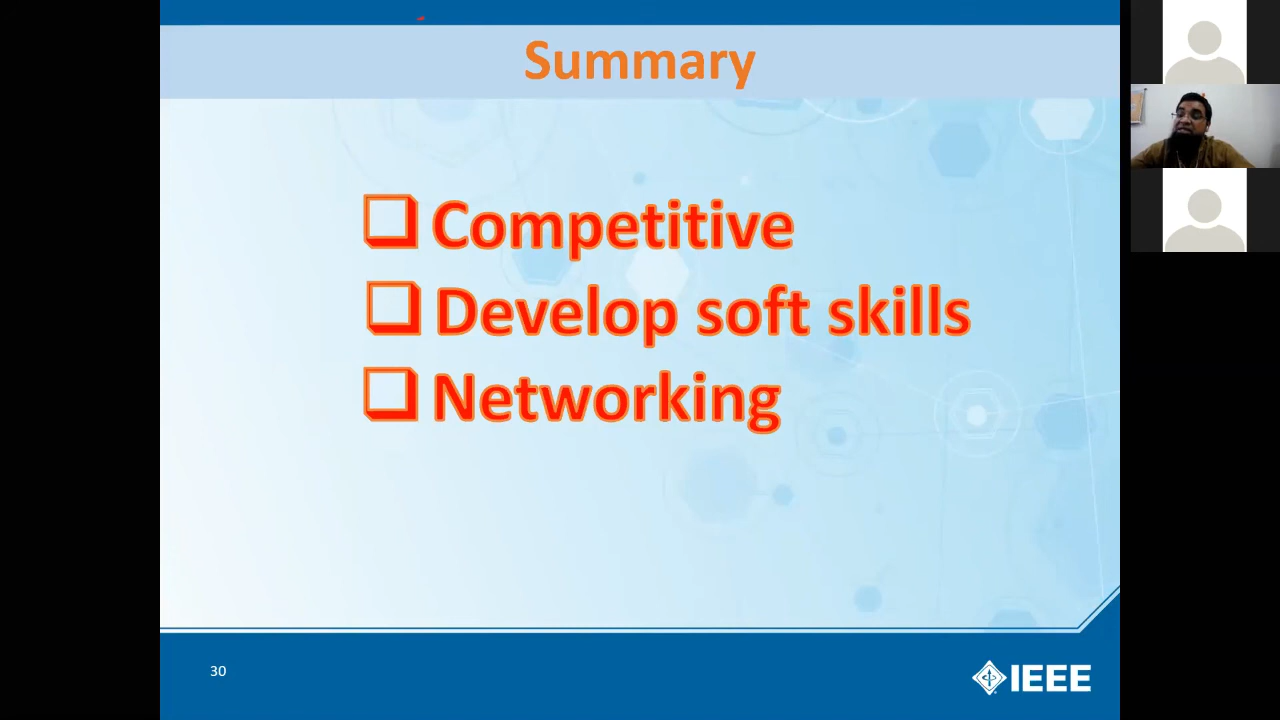 Summary
❑ Competitive
❑ Develop soft skills
❑ Networking
30
IEEE